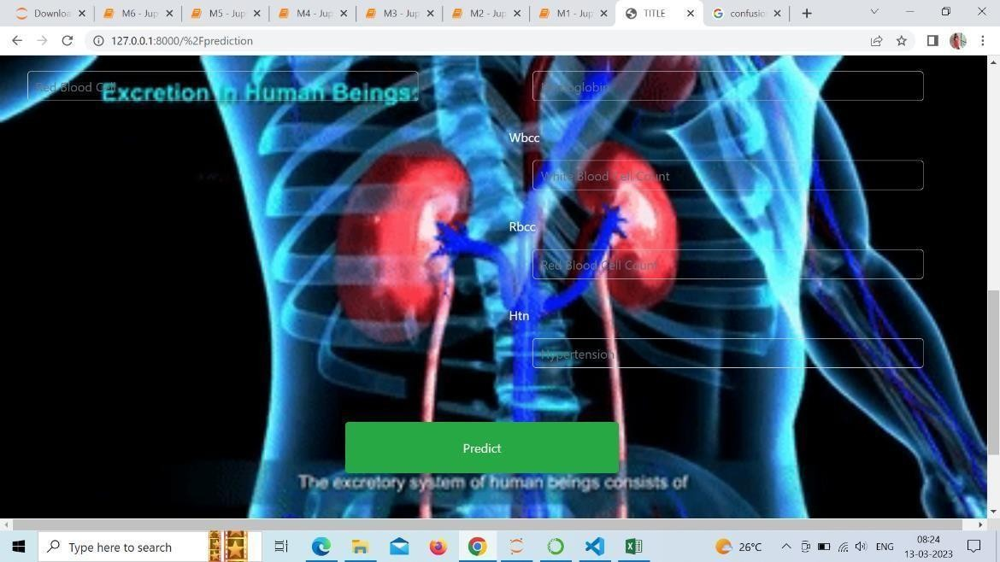 Downloa
M6 - Jup
M5 - Jup
M4 - Jup
M3 - Jup
M2 - Jup
M1 - Jup
TITLE
confusio
127.0.0.1:8000/%2Fprediction
Red Blood Cell
Excretion in Human Beings:
Wbcc
White Blood Cell Count
Rbcc
Red Blood Cell Count
Htn
Hypertension
Predict
The excretory system of human beings consists of
Type here to search
26°C
ENG
08:24
13-03-2023